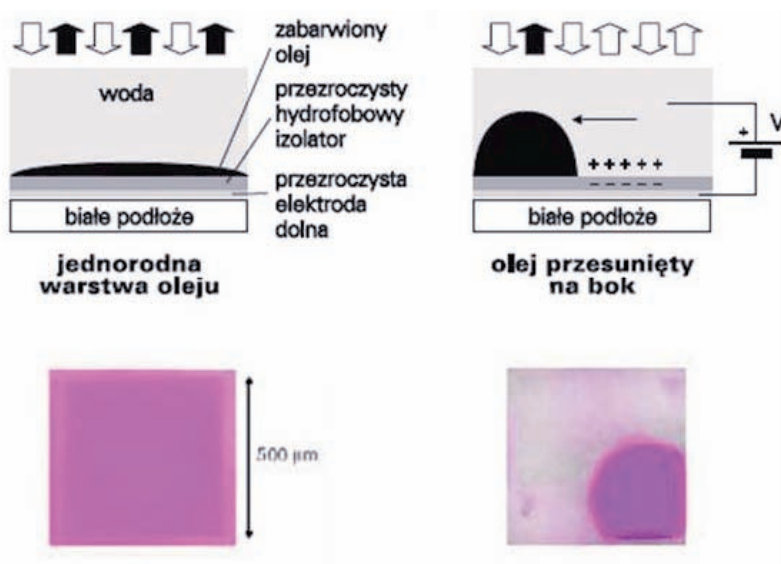 zabarwiony
olej
woda
przezroczysty
hydrofobowy
izolator
przezroczysta
elektroda
dolna
białe podłoże
jednorodna
warstwa oleju
V
+
+++++
-----
białe podłoże
olej przesunięty
na bok
500 µm